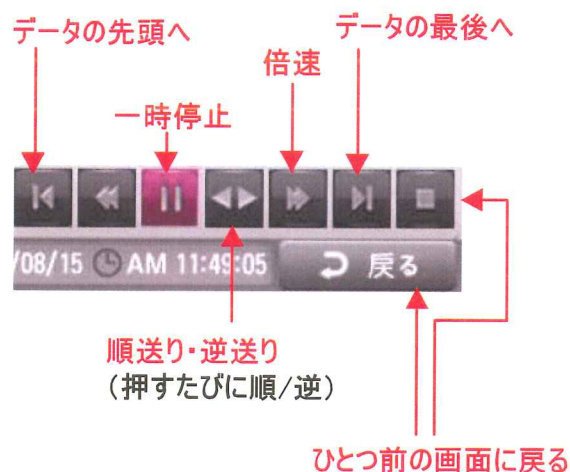 データの先頭へ
データの最後へ
倍速
一時停止
/08/15 AM 11:49:05
戻る
順送り・逆送り
(押すたびに順/逆)
ひとつ前の画面に戻る